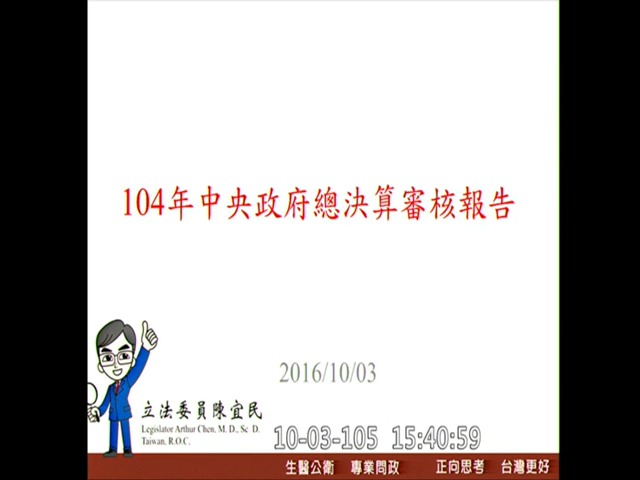 104年中央政府總決算審核報告
2016/10/03
立法委員陳宜民
Legislator Arthur Chen, M. D., Sc D.
Taiwan, R.O.C.
10-03-105 15:40:59
生醫公衛 專業問政 正向思考 台灣更好